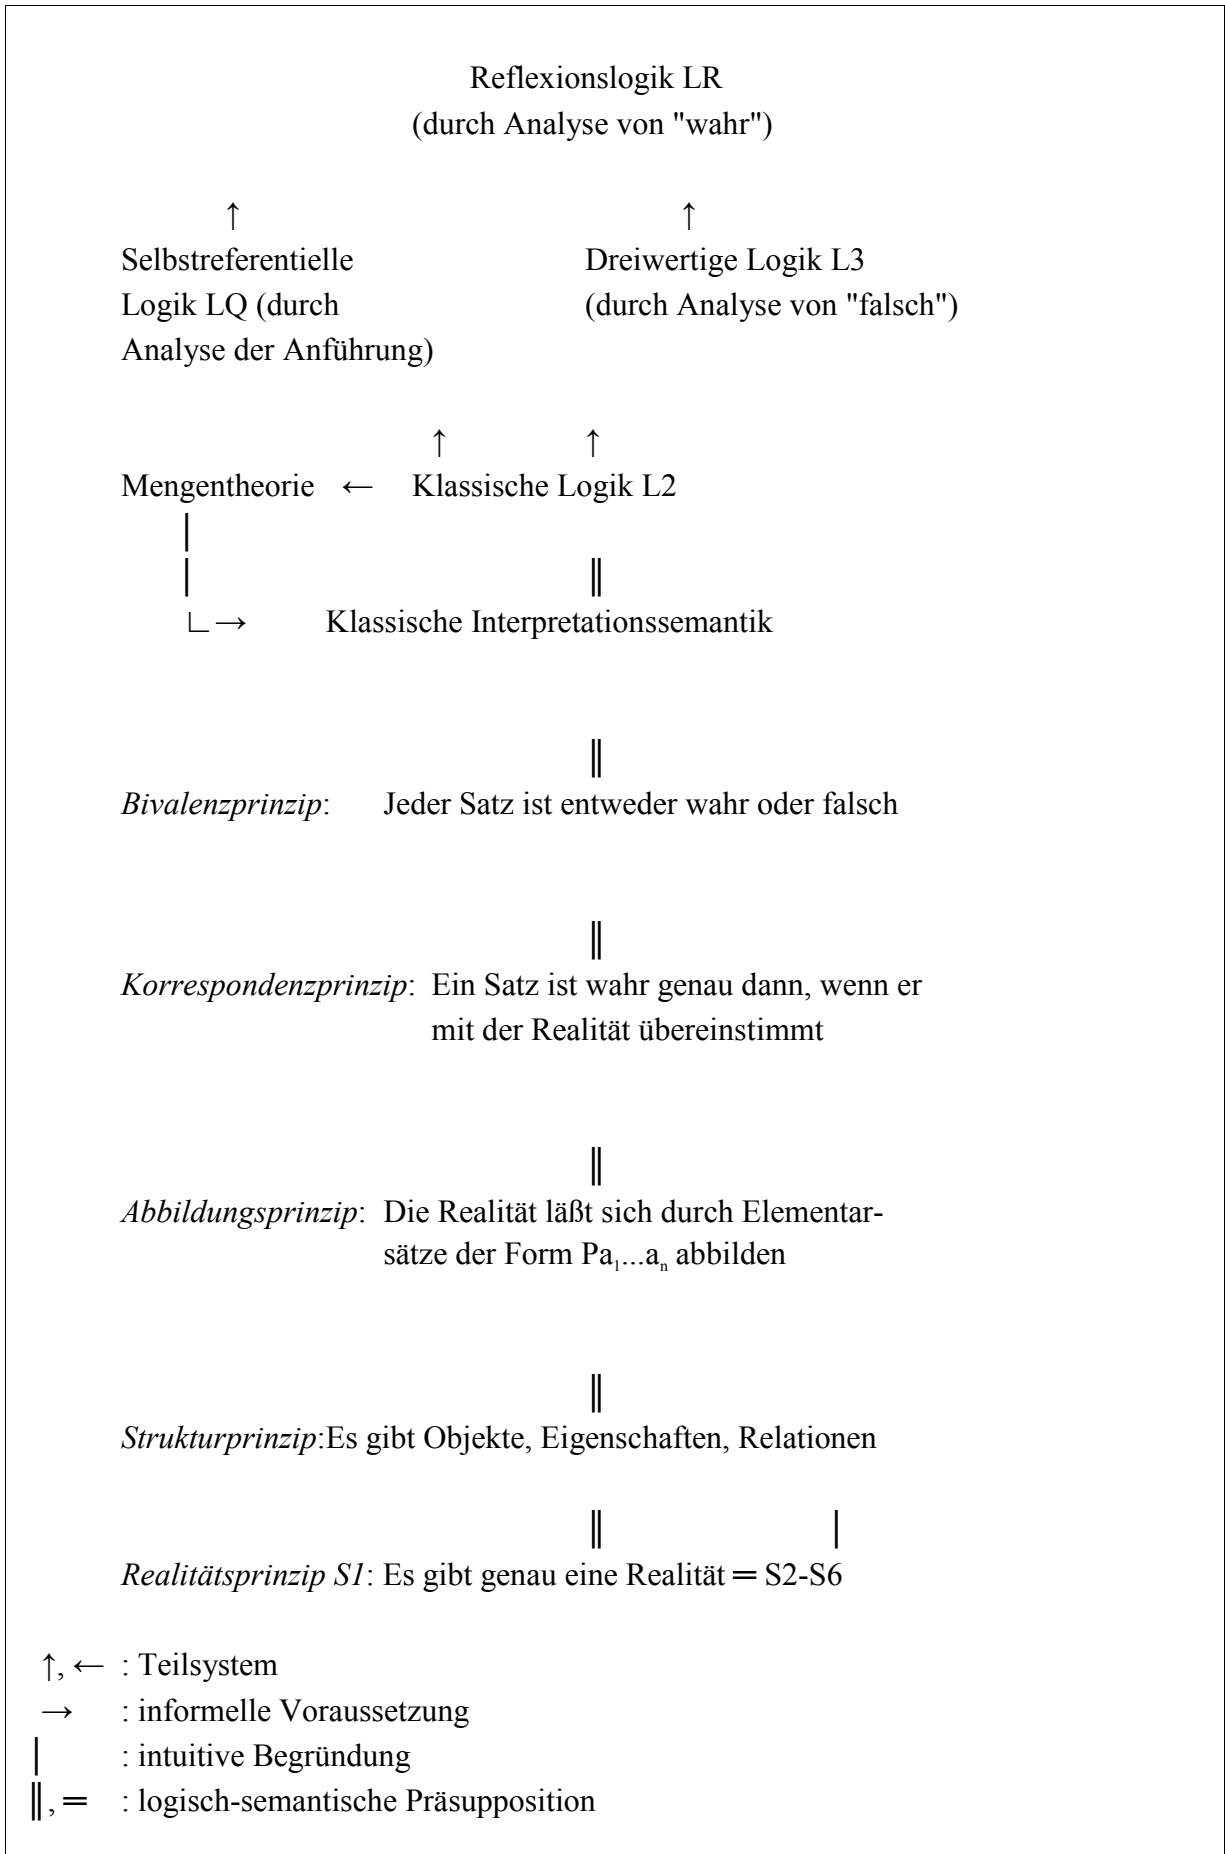 Reflexionslogik LR
(durch Analyse von "wahr")
↑ ↑
Selbstreferentielle Dreiwertige Logik L3
Logik LQ (durch (durch Analyse von "falsch")
Analyse der Anführung)
↑ ↑
Mengentheorie ← Klassische Logik L2
|
| ‖
∟→ Klassische Interpretationssemantik
‖
Bivalenzprinzip: Jeder Satz ist entweder wahr oder falsch
‖
Korrespondenzprinzip: Ein Satz ist wahr genau dann, wenn er
mit der Realität übereinstimmt
‖
Abbildungsprinzip: Die Realität läßt sich durch Elementar-
sätze der Form Pa₁...aₙ abbilden
‖
Strukturprinzip:Es gibt Objekte, Eigenschaften, Relationen
‖ |
Realitätsprinzip S1: Es gibt genau eine Realität = S2-S6
↑, ← : Teilsystem
→ : informelle Voraussetzung
| : intuitive Begründung
‖, = : logisch-semantische Präsupposition